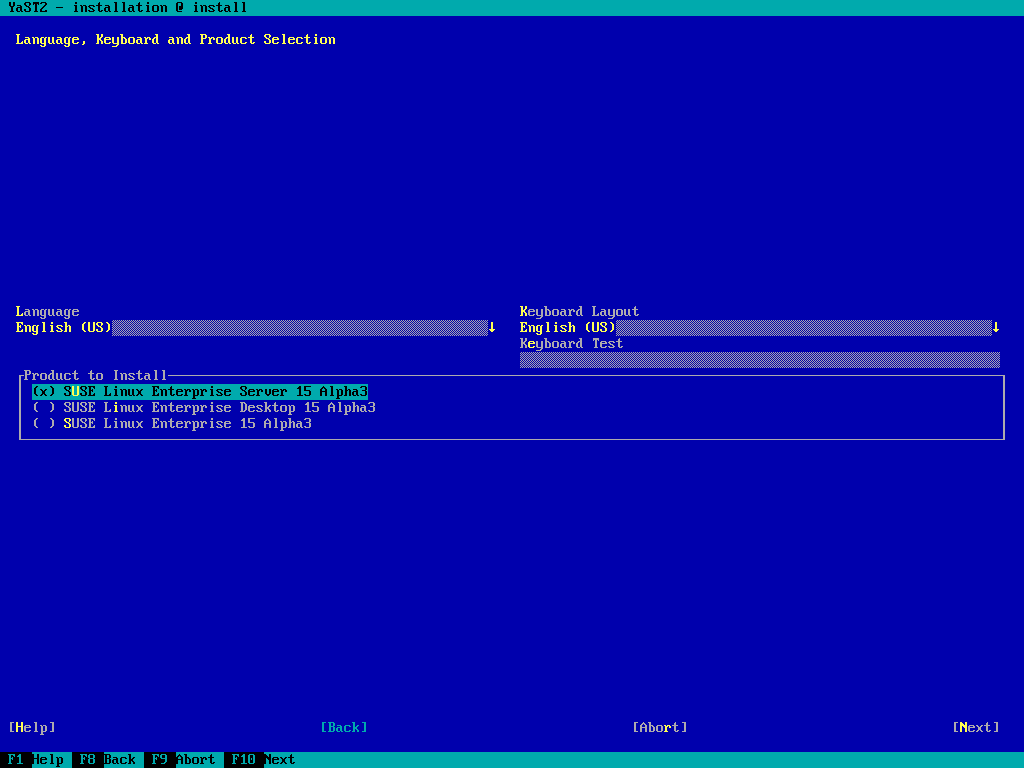 YaST2 - installation @ install
Language, Keyboard and Product Selection
Language
English (US)
Keyboard Layout
English (US)
Keyboard Test
Product to Install
(x) SUSE Linux Enterprise Server 15 Alpha3
( ) SUSE Linux Enterprise Desktop 15 Alpha3
( ) SUSE Linux Enterprise 15 Alpha3
[Help] [Back] [Abort] [Next]
F1 Help F8 Back F9 Abort F10 Next